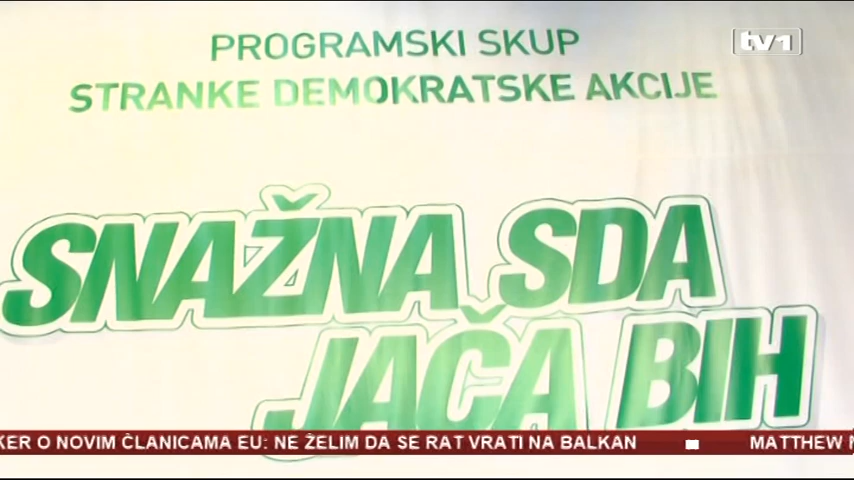 PROGRAMSKI SKUP
tv1
STRANKE DEMOKRATSKE AKCIJE
SNAŽNA SDA
JAČA BIH
O NOVIM ČLANICAMA EU: NE ŽELIM DA SE RAT VRATI NA BALKAN
MATTHEW